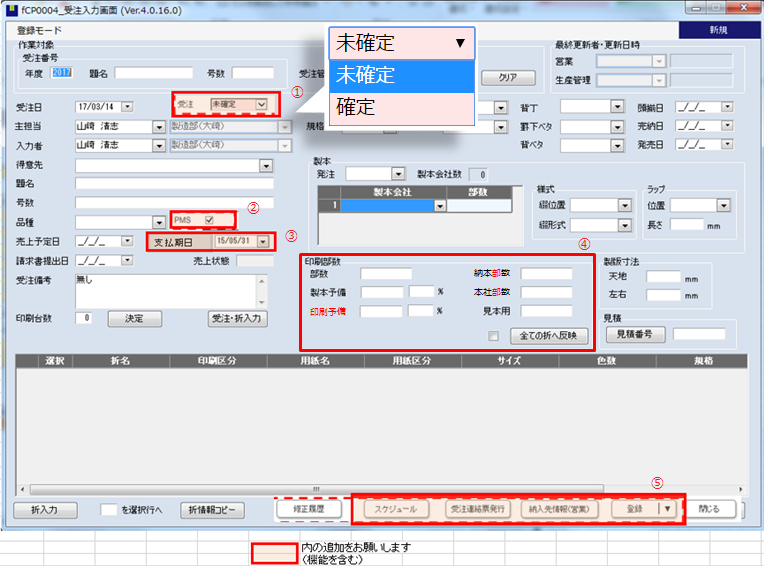 fCP0004_受注入力画面 (Ver.4.0.16.0)
登録モード
新規
作業対象
受注番号
年度 2017 題名 号数
受注管
クリア
未確定 ▼
未確定
確定
最終更新者・更新日時
営業
生産管理
受注日 17/03/14 受注 未確定 ①
主担当 山崎 清志 製造部(大崎)
入力者 山崎 清志 製造部(大崎)
規格
背丁
罫下ベタ
背ベタ
頭揃日 _/_/_
完納日 _/_/_
発売日 _/_/_
得意先
題名
号数
②
品種 PMS
③
売上予定日 _/_/_ 支払期日 15/05/31
請求書提出日 _/_/_ 売上状態
受注備考 無し
印刷台数 0 決定 受注・折入力
製本
発注 製本会社数 0
製本会社 部数
1
様式
綴位置
綴形式
ラップ
位置
長さ mm
④
印刷部数
部数 納本部数
製本予備 % 本社部数
印刷予備 % 見本用
全ての折へ反映
製版寸法
天地 mm
左右 mm
見積
見積番号
選択 折名 印刷区分 用紙名 用紙区分 サイズ 色数 規格
⑤
折入力 を選択行へ 折情報コピー 修正履歴 スケジュール 受注連絡票発行 納入先情報(営業) 登録 ▼ 閉じる
内の追加をお願いします
(機能を含む)